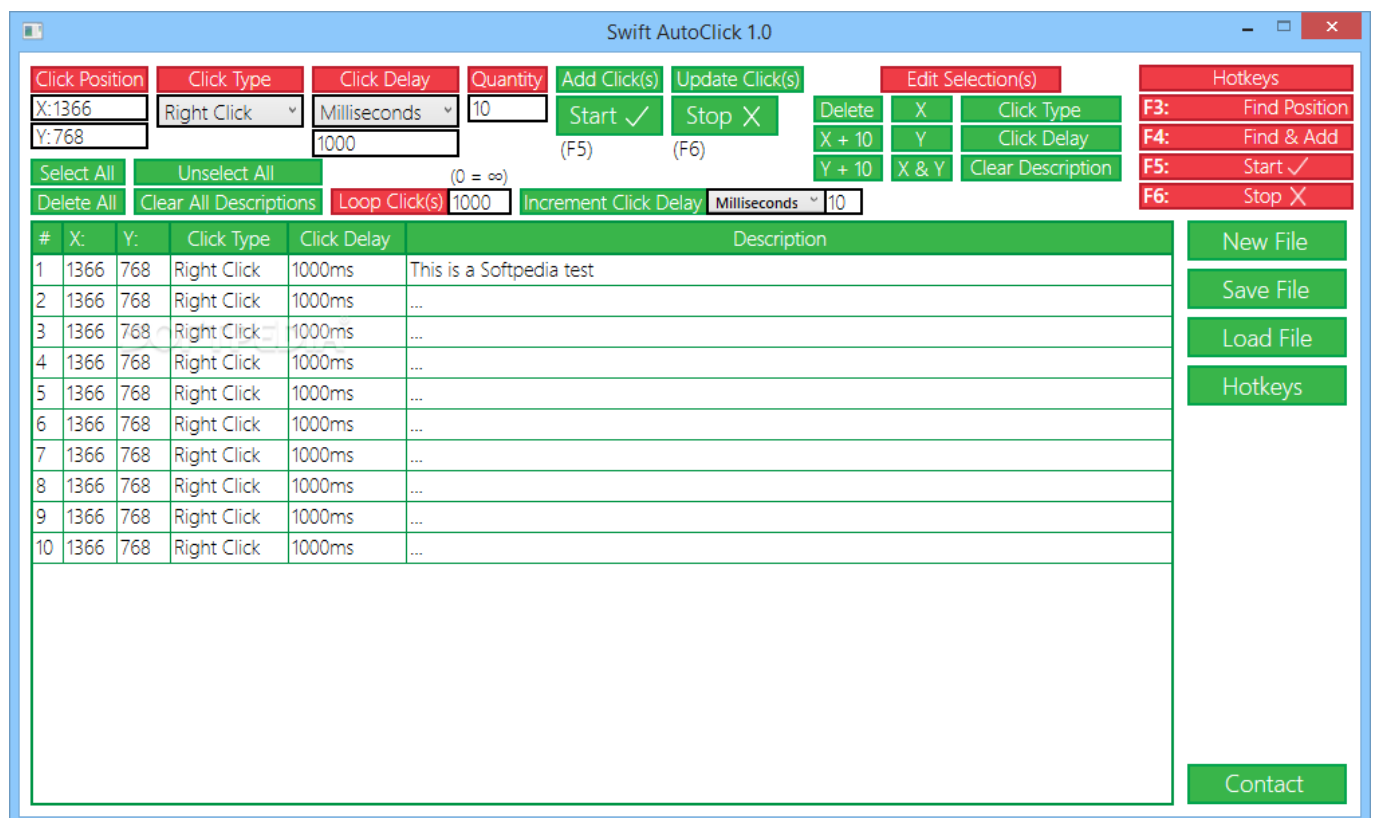 Swift AutoClick 1.0
Click Position Click Type Click Delay Quantity Add Click(s) Update Click(s) Edit Selection(s) Hotkeys
X:1366 Right Click Milliseconds 10 Start ✓ Stop X Delete X Click Type F3: Find Position
Y:768 1000 (F5) (F6) X + 10 Y Click Delay F4: Find & Add
Select All Unselect All (0 = ∞) Y + 10 X & Y Clear Description F5: Start ✓
Delete All Clear All Descriptions Loop Click(s) 1000 Increment Click Delay Milliseconds 10 F6: Stop X
# X: Y: Click Type Click Delay Description New File
1 1366 768 Right Click 1000ms This is a Softpedia test
2 1366 768 Right Click 1000ms ... Save File
3 1366 768 Right Click 1000ms ... Load File
SOFTPEDIA
4 1366 768 Right Click 1000ms ...
5 1366 768 Right Click 1000ms ... Hotkeys
6 1366 768 Right Click 1000ms ...
7 1366 768 Right Click 1000ms ...
8 1366 768 Right Click 1000ms ...
9 1366 768 Right Click 1000ms ...
10 1366 768 Right Click 1000ms ...
Contact